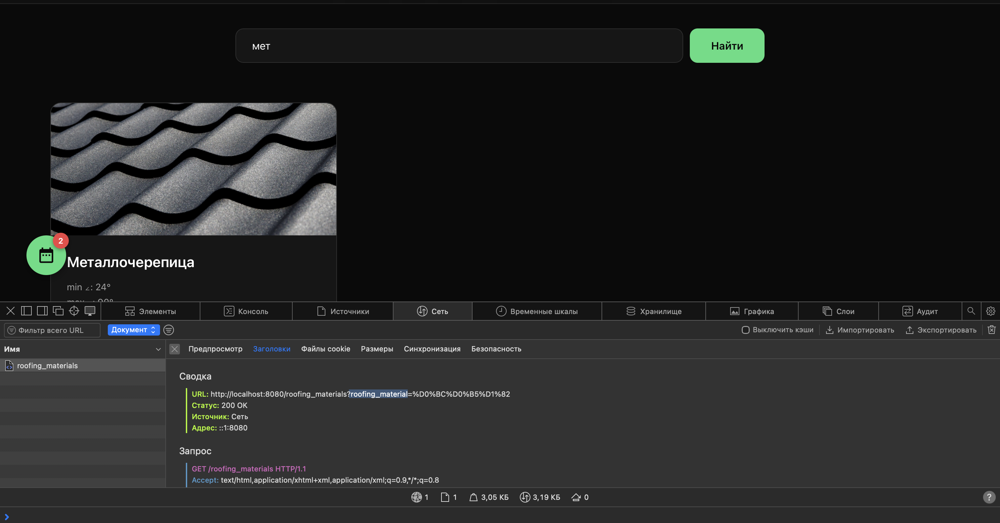 мет
Найти
2
Металлочерепица
min ∠: 24°
max ∠: 90°
Элементы
Консоль
Источники
Сеть
Временные шкалы
Хранилище
Графика
Слои
Аудит
Фильтр всего URL
Документ
Выключить кэши
Импортировать
Экспортировать
Имя
Предпросмотр
Заголовки
Файлы cookie
Размеры
Синхронизация
Безопасность
roofing_materials
Сводка
URL: http://localhost:8080/roofing_materials?roofing_material=%D0%BC%D0%B5%D1%82
Статус: 200 OK
Источник: Сеть
Адрес: ::1:8080
Запрос
GET /roofing_materials HTTP/1.1
Accept: text/html,application/xhtml+xml,application/xml;q=0.9,*/*;q=0.8
1
1
3,05 КБ
3,19 КБ
0
?